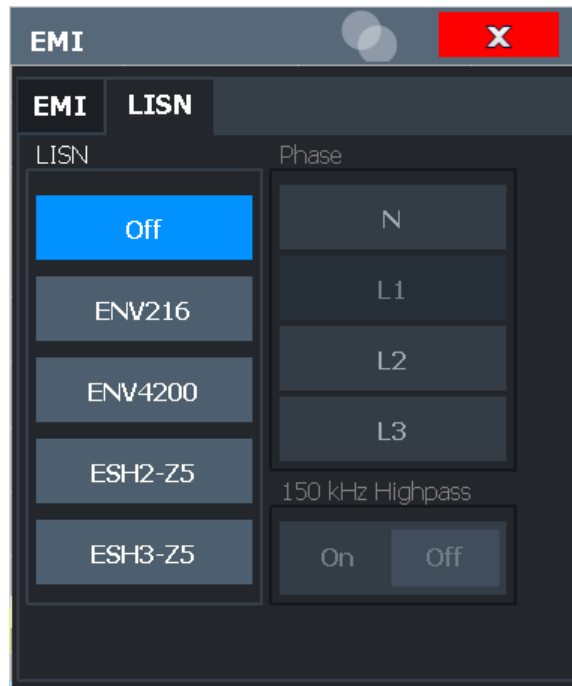 EMI
X
EMI LISN
LISN
Off
ENV216
ENV4200
ESH2-Z5
ESH3-Z5
Phase
N
L1
L2
L3
150 kHz Highpass
On Off